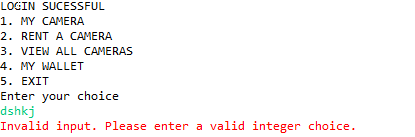 LOGIN SUCESSFUL
1. MY CAMERA
2. RENT A CAMERA
3. VIEW ALL CAMERAS
4. MY WALLET
5. EXIT
Enter your choice
dshkj
Invalid input. Please enter a valid integer choice.